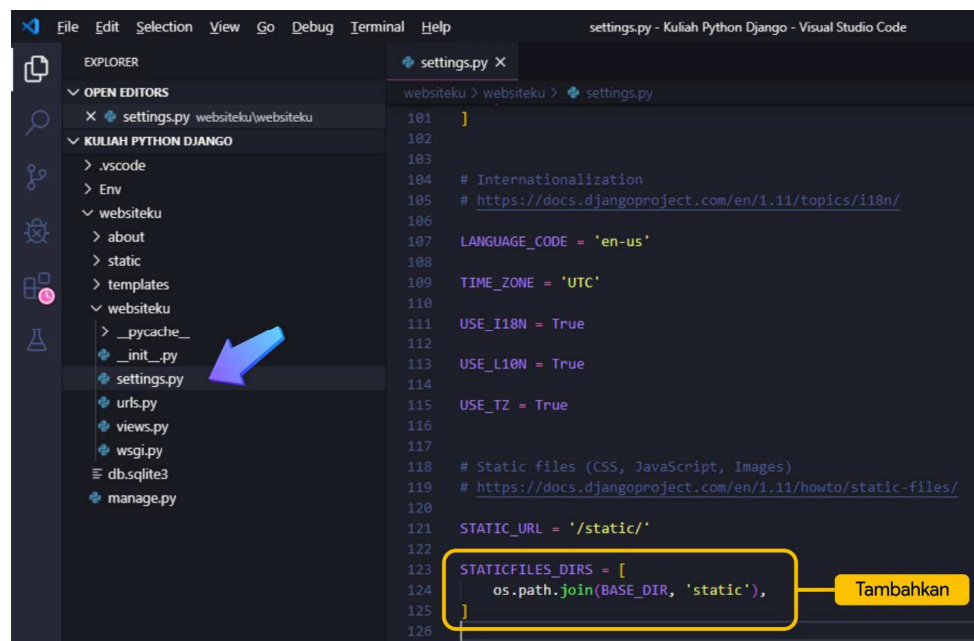 File Edit Selection View Go Debug Terminal Help settings.py - Kuliah Python Django - Visual Studio Code
EXPLORER
OPEN EDITORS
settings.py websiteku\websiteku
KULIAH PYTHON DJANGO
.vscode
Env
websiteku
about
static
templates
websiteku
__pycache__
__init__.py
settings.py
urls.py
views.py
wsgi.py
db.sqlite3
manage.py
settings.py
websiteku > websiteku > settings.py
101 ]
102
103
104 # Internationalization
105 # https://docs.djangoproject.com/en/1.11/topics/i18n/
106
107 LANGUAGE_CODE = 'en-us'
108
109 TIME_ZONE = 'UTC'
110
111 USE_I18N = True
112
113 USE_L10N = True
114
115 USE_TZ = True
116
117
118 # Static files (CSS, JavaScript, Images)
119 # https://docs.djangoproject.com/en/1.11/howto/static-files/
120
121 STATIC_URL = '/static/'
122
123 STATICFILES_DIRS = [
124 os.path.join(BASE_DIR, 'static'),
125 ]
126
Tambahkan